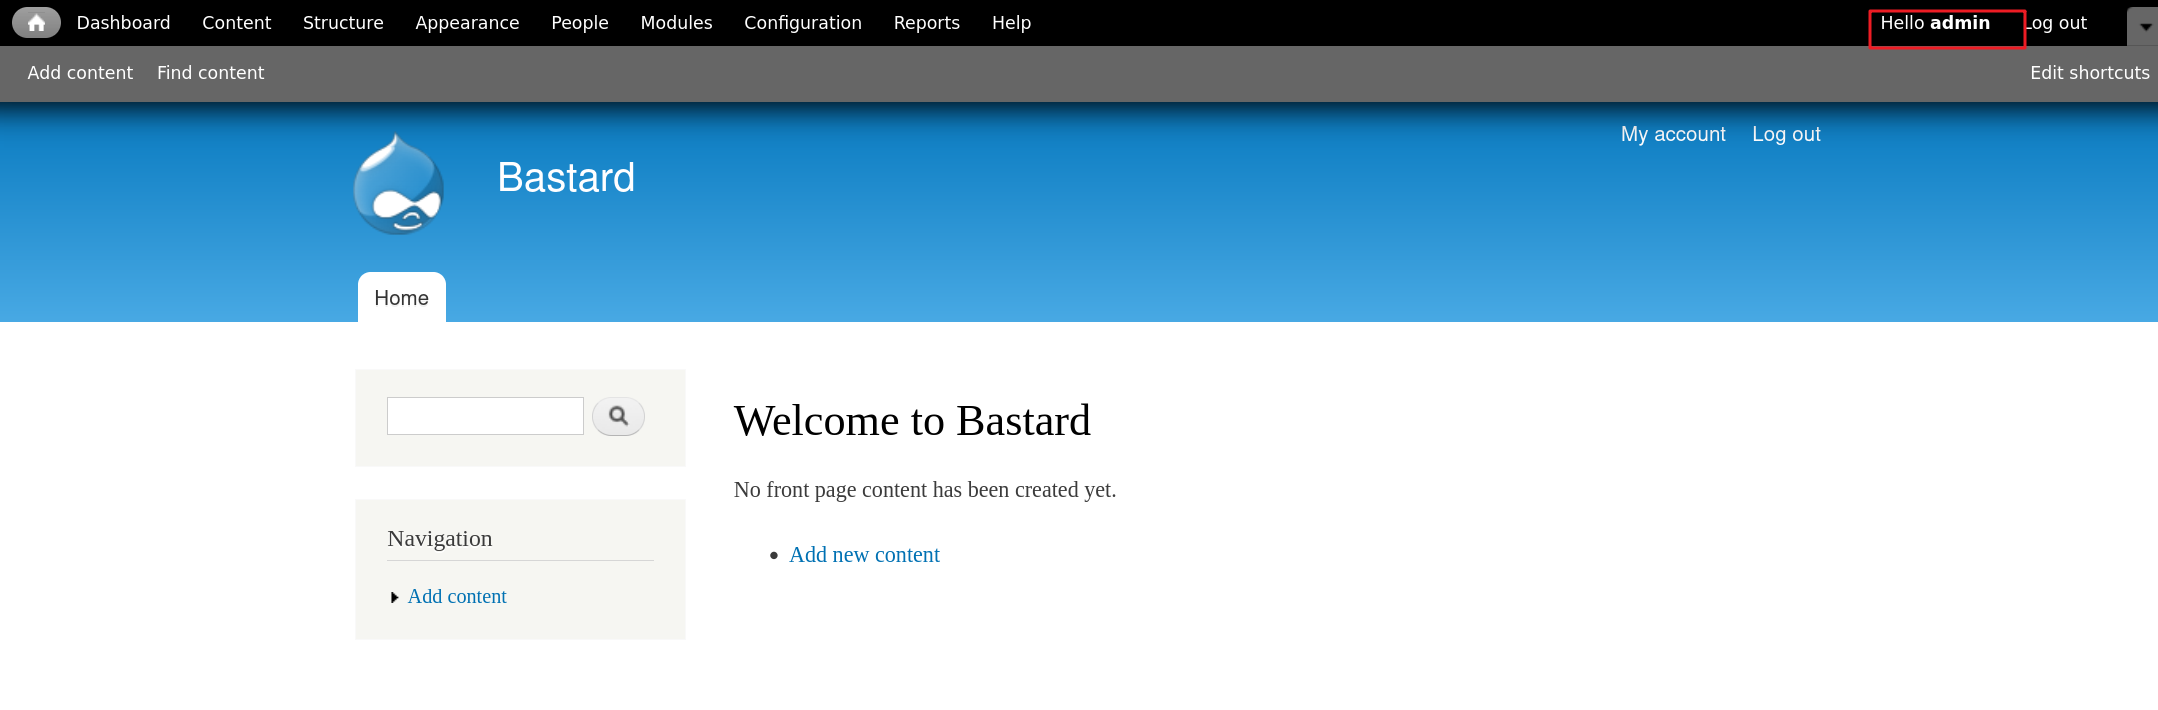 Dashboard Content Structure Appearance People Modules Configuration Reports Help Hello admin Log out
Add content Find content Edit shortcuts
My account Log out
Bastard
Home
Welcome to Bastard
No front page content has been created yet.
Navigation
Add new content
Add content